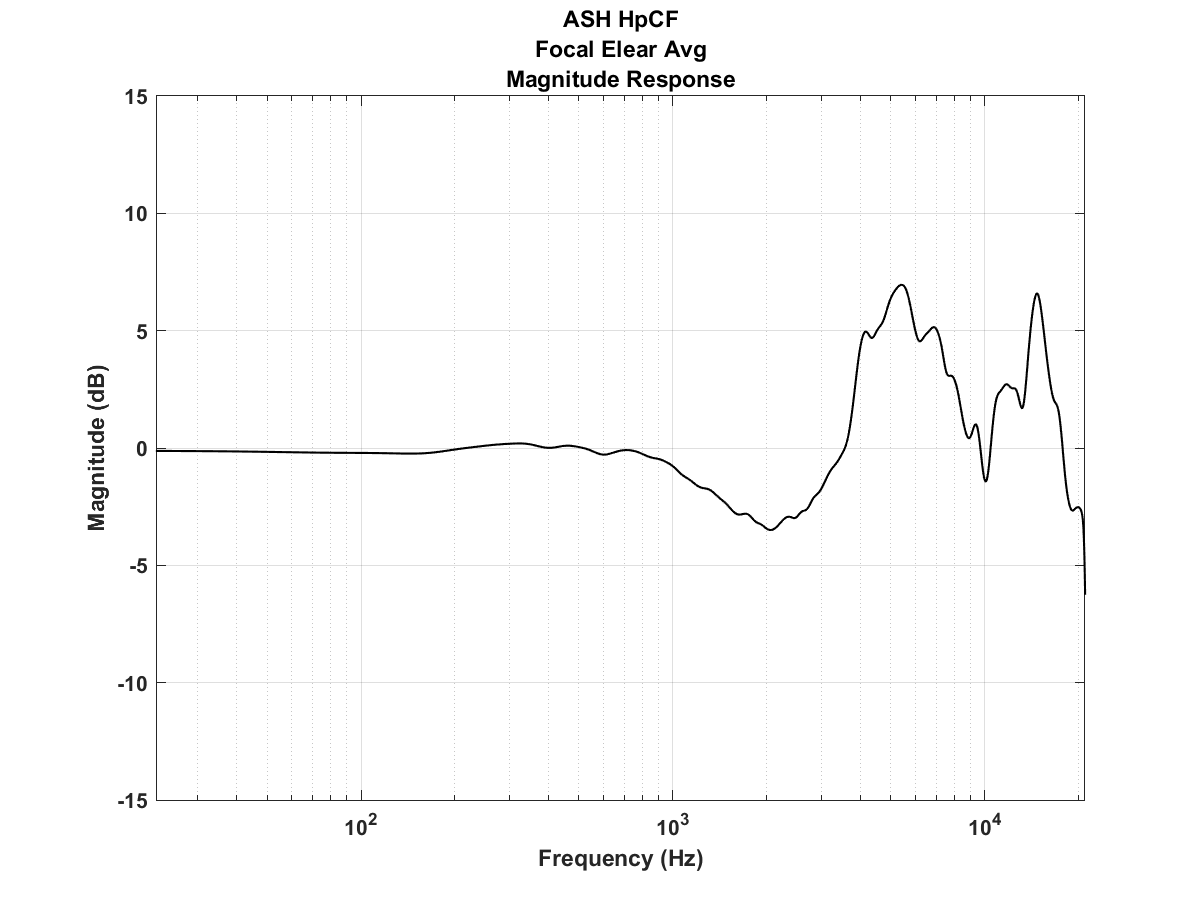 ASH HpCF
Focal Elear Avg
Magnitude Response
15
10
5
0
-5
-10
-15
Magnitude (dB)
10²
10³
10⁴
Frequency (Hz)